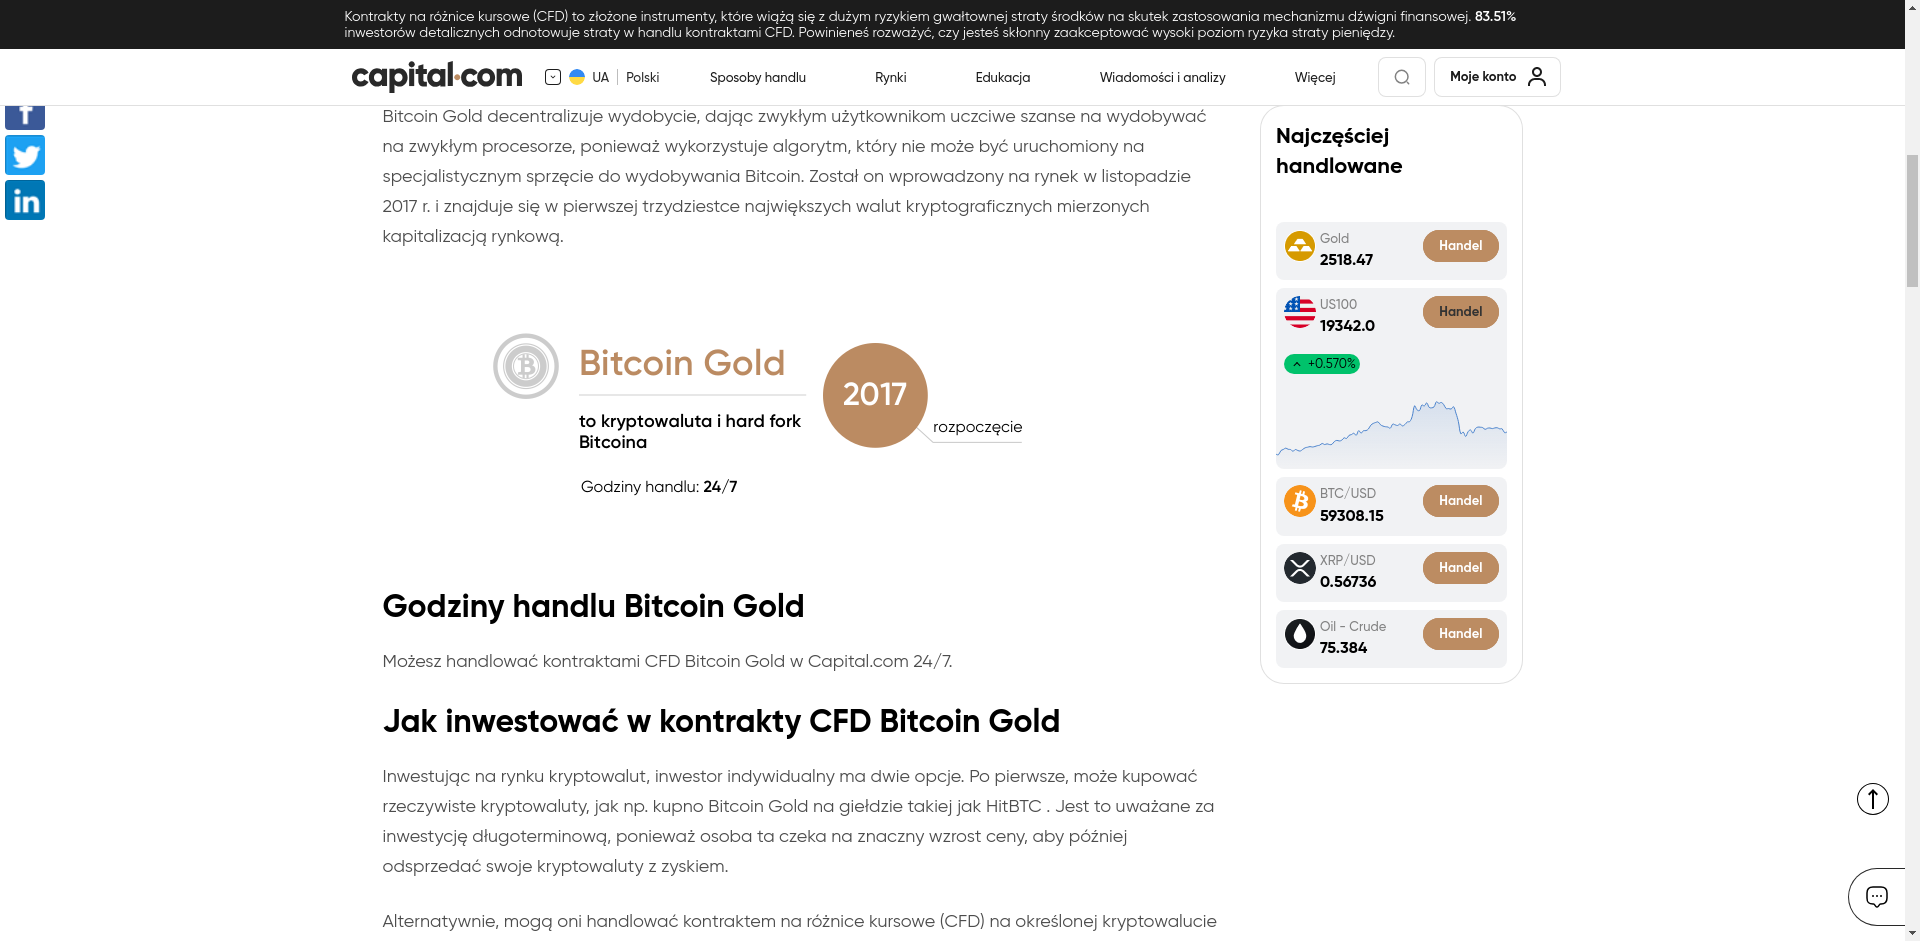 Kontrakty na różnice kursowe (CFD) to złożone instrumenty, które wiążą się z dużym ryzykiem gwałtownej straty środków na skutek zastosowania mechanizmu dźwigni finansowej. 83.51%
inwestorów detalicznych odnotowuje straty w handlu kontraktami CFD. Powinieneś rozważyć, czy jesteś skłonny zaakceptować wysoki poziom ryzyka straty pieniędzy.
capital.com
UA
Polski
Sposoby handlu
Rynki
Edukacja
Wiadomości i analizy
Więcej
Moje konto
Bitcoin Gold decentralizuje wydobycie, dając zwykłym użytkownikom uczciwe szanse na wydobywać
na zwykłym procesorze, ponieważ wykorzystuje algorytm, który nie może być uruchomiony na
specjalistycznym sprzęcie do wydobywania Bitcoin. Został on wprowadzony na rynek w listopadzie
2017 r. i znajduje się w pierwszej trzydziestce największych walut kryptograficznych mierzonych
kapitalizacją rynkową.
Bitcoin Gold
to kryptowaluta i hard fork
Bitcoina
Godziny handlu: 24/7
2017
rozpoczęcie
Godziny handlu Bitcoin Gold
Możesz handlować kontraktami CFD Bitcoin Gold w Capital.com 24/7.
Jak inwestować w kontrakty CFD Bitcoin Gold
Inwestując na rynku kryptowalut, inwestor indywidualny ma dwie opcje. Po pierwsze, może kupować
rzeczywiste kryptowaluty, jak np. kupno Bitcoin Gold na giełdzie takiej jak HitBTC . Jest to uważane za
inwestycję długoterminową, ponieważ osoba ta czeka na znaczny wzrost ceny, aby później
odsprzedać swoje kryptowaluty z zyskiem.
Alternatywnie, mogą oni handlować kontraktem na różnice kursowe (CFD) na określonej kryptowalucie
Najczęściej
handlowane
Gold
2518.47
Handel
US100
19342.0
Handel
+0.570%
BTC/USD
59308.15
Handel
XRP/USD
0.56736
Handel
Oil - Crude
75.384
Handel